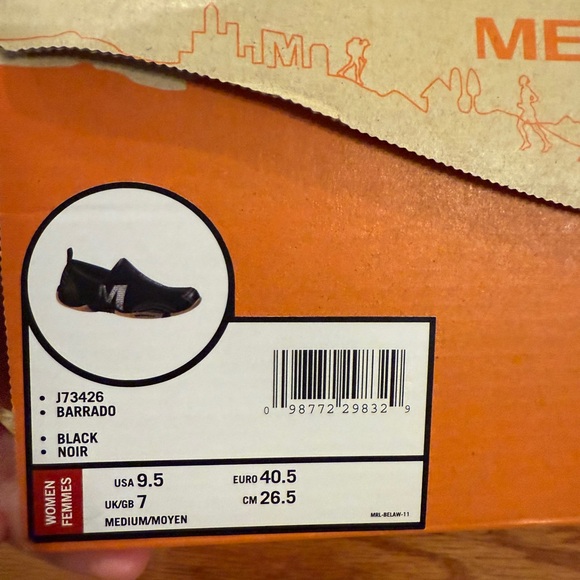 ME
M
M
• J73426
• BARRADO
• BLACK
• NOIR
0 98772 29832 9
WOMEN
FEMMES
USA 9.5 EURO 40.5
UK/GB 7 CM 26.5
MEDIUM/MOYEN MRL-BELAW-11